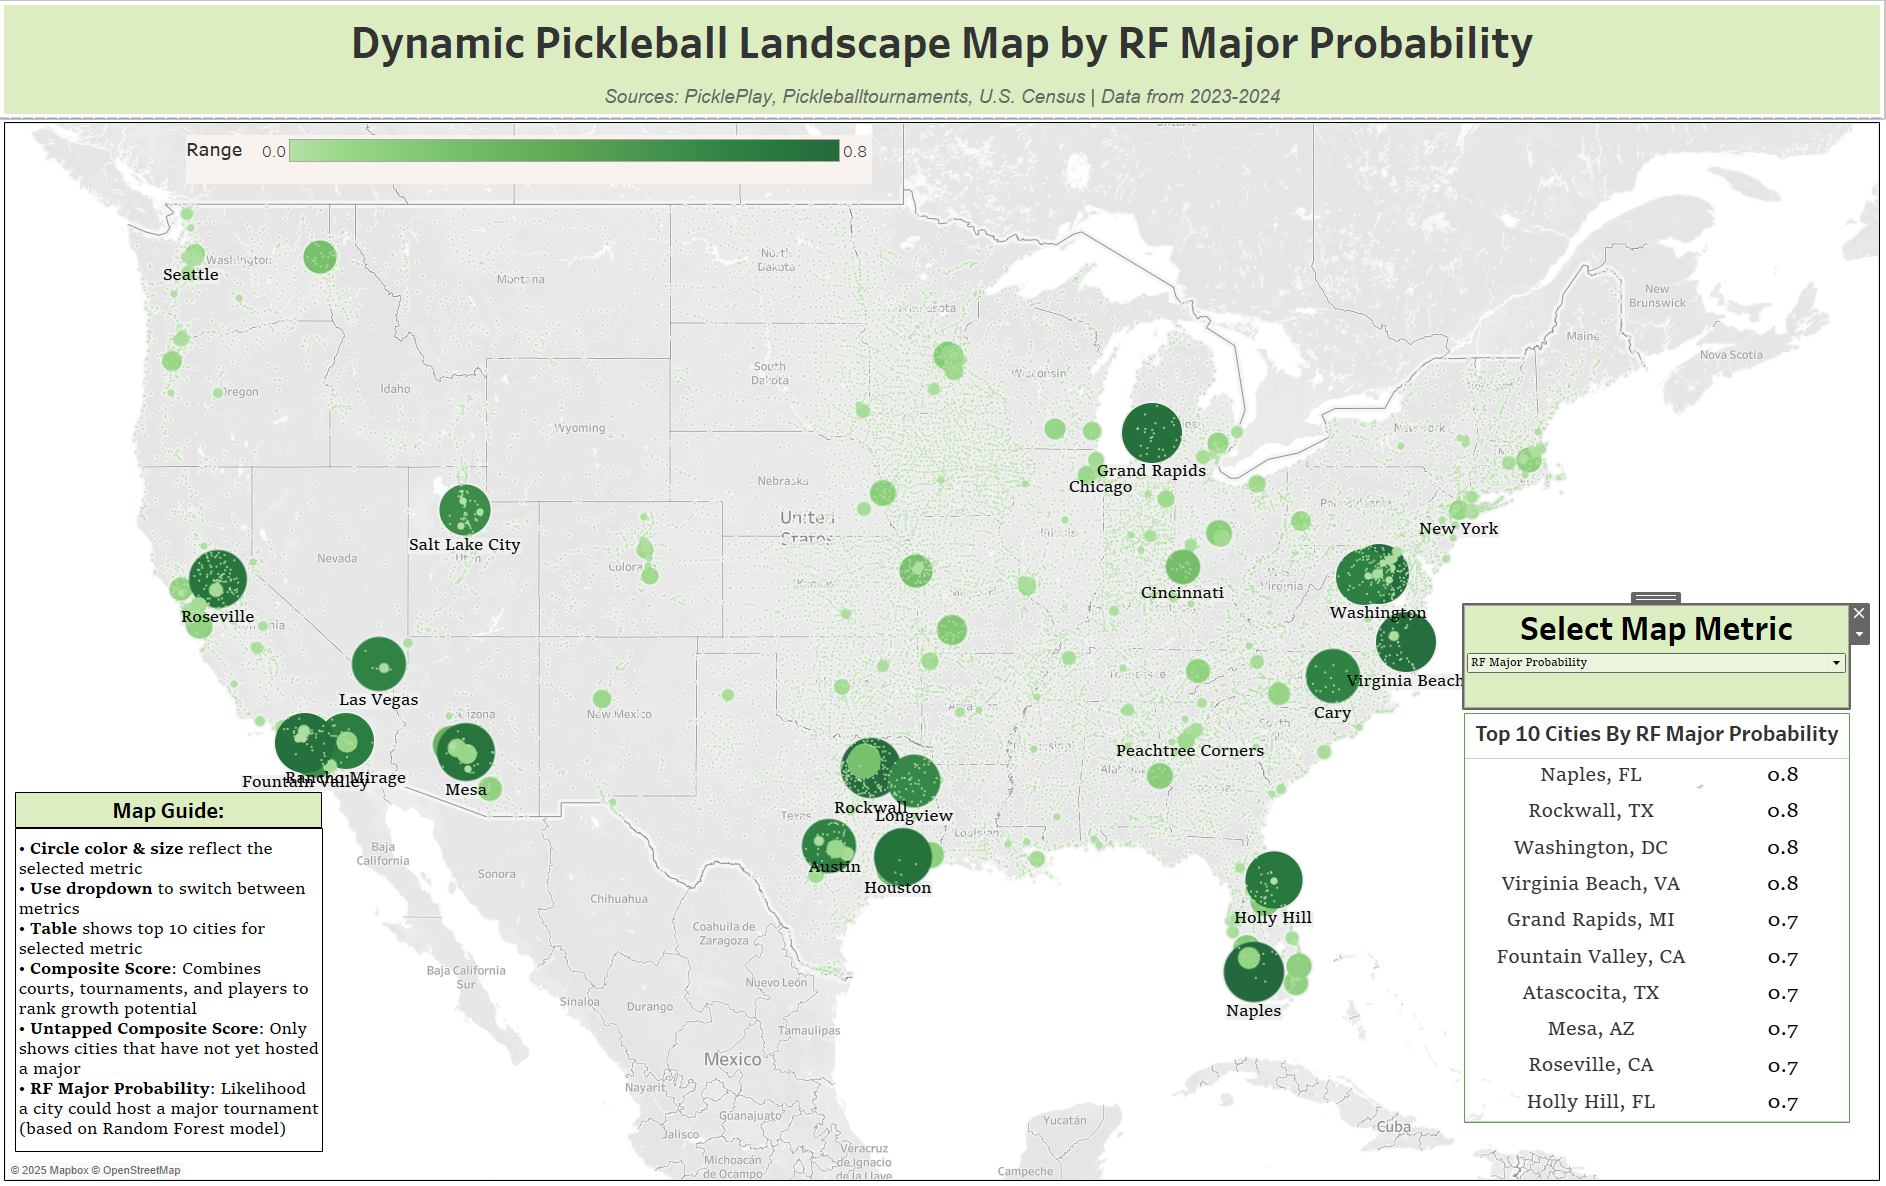 Dynamic Pickleball Landscape Map by RF Major Probability
Sources: PicklePlay, Pickleballtournaments, U.S. Census | Data from 2023-2024
Range 0.0 0.8
Ontario
Seattle
Washington
Montana
North
Dakota
Minnesota
New
Brunswick
Maine
Nova Scotia
South
Dakota
Wisconsin
Oregon
Idaho
Wyoming
New York
Grand Rapids
Chicago
Nebraska
United
States
Pennsylvania
New York
Salt Lake City
Utah
Nevada
Colorado
Kansas
Illinois
Cincinnati
Virginia
Washington
Roseville
Las Vegas
Virginia Beach
Cary
Arizona
New Mexico
Peachtree Corners
Fountain Valley
Rancho Mirage
Mesa
Rockwall
Longview
Texas
Louisiana
Austin
Houston
Baja
California
Sonora
Chihuahua
Coahuila de
Zaragoza
Holly Hill
Baja California
Sur
Nuevo León
Sinaloa
Durango
Naples
Tamaulipas
Mexico
Nayarit
Guanajuato
Jalisco
Yucatán
Cuba
Michoacán
de Ocampo
Veracruz
de Ignacio
de la Llave
Campeche
Select Map Metric
RF Major Probability
Top 10 Cities By RF Major Probability
Naples, FL 0.8
Rockwall, TX 0.8
Washington, DC 0.8
Virginia Beach, VA 0.8
Grand Rapids, MI 0.7
Fountain Valley, CA 0.7
Atascocita, TX 0.7
Mesa, AZ 0.7
Roseville, CA 0.7
Holly Hill, FL 0.7
Map Guide:
• Circle color & size reflect the
selected metric
• Use dropdown to switch between
metrics
• Table shows top 10 cities for
selected metric
• Composite Score: Combines
courts, tournaments, and players to
rank growth potential
• Untapped Composite Score: Only
shows cities that have not yet hosted
a major
• RF Major Probability: Likelihood
a city could host a major tournament
(based on Random Forest model)
© 2025 Mapbox © OpenStreetMap